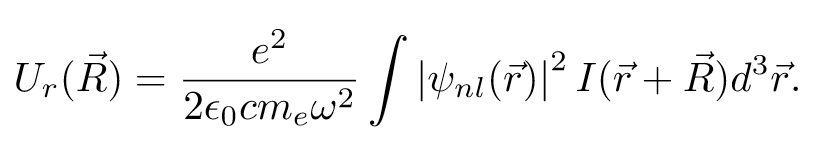 $$U_r(\vec{R}) = \frac{e^2}{2\epsilon_0 c m_e \omega^2} \int |\psi_{nl}(\vec{r})|^2 \, I(\vec{r} + \vec{R}) d^3\vec{r}.$$